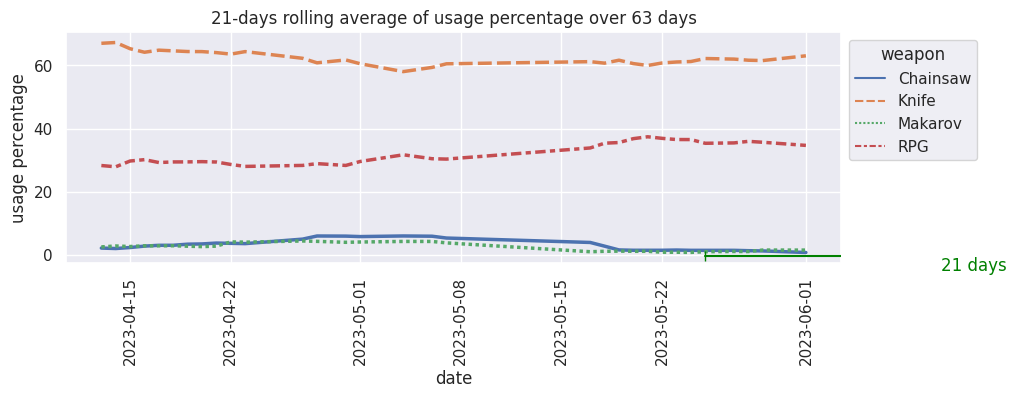 21-days rolling average of usage percentage over 63 days
usage percentage
60
40
20
0
2023-04-15
2023-04-22
2023-05-01
2023-05-08
2023-05-15
2023-05-22
2023-06-01
date
weapon
Chainsaw
Knife
Makarov
RPG
21 days